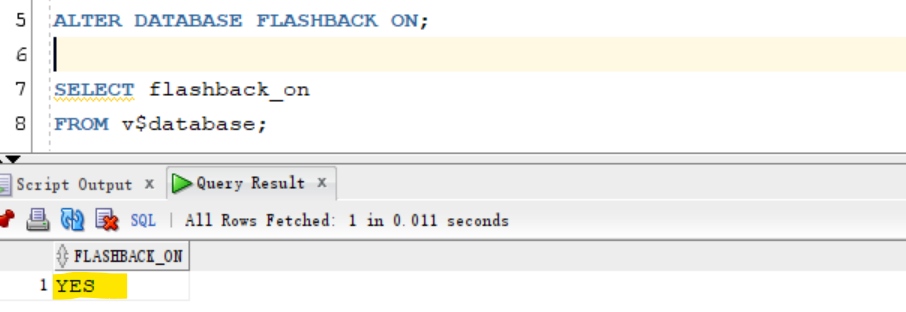 5 ALTER DATABASE FLASHBACK ON;
6
7 SELECT flashback_on
8 FROM v$database;
Script Output x Query Result x
SQL | All Rows Fetched: 1 in 0.011 seconds
FLASHBACK_ON
1 YES